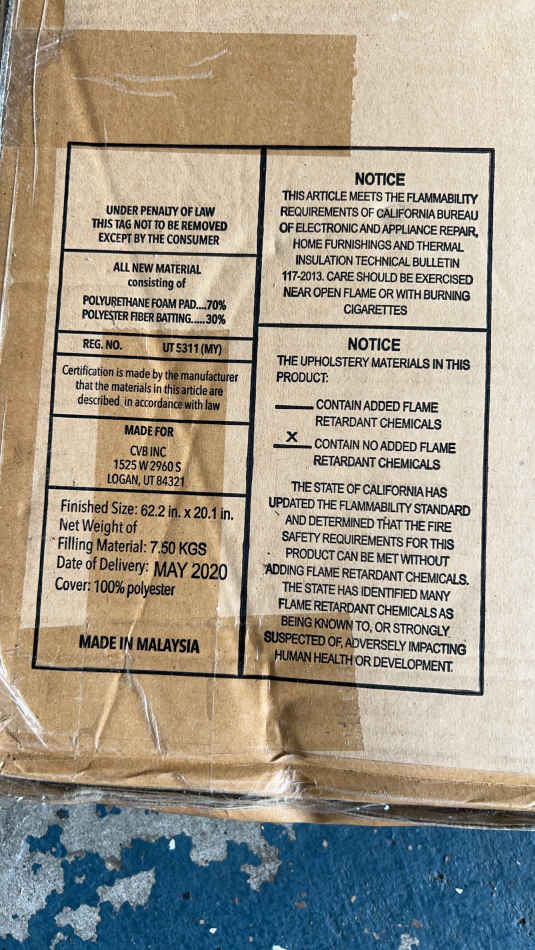 UNDER PENALTY OF LAW
THIS TAG NOT TO BE REMOVED
EXCEPT BY THE CONSUMER
ALL NEW MATERIAL
consisting of
POLYURETHANE FOAM PAD....70%
POLYESTER FIBER BATTING.....30%
REG. NO. UT 5311 (MY)
Certification is made by the manufacturer
that the materials in this article are
described in accordance with law
MADE FOR
CVB INC
1525 W 2960 S
LOGAN, UT 84321
Finished Size: 62.2 in. x 20.1 in.
Net Weight of
Filling Material: 7.50 KGS
Date of Delivery: MAY 2020
Cover: 100% polyester
MADE IN MALAYSIA
NOTICE
THIS ARTICLE MEETS THE FLAMMABILITY
REQUIREMENTS OF CALIFORNIA BUREAU
OF ELECTRONIC AND APPLIANCE REPAIR,
HOME FURNISHINGS AND THERMAL
INSULATION TECHNICAL BULLETIN
117-2013. CARE SHOULD BE EXERCISED
NEAR OPEN FLAME OR WITH BURNING
CIGARETTES
NOTICE
THE UPHOLSTERY MATERIALS IN THIS
PRODUCT:
____ CONTAIN ADDED FLAME
RETARDANT CHEMICALS
X CONTAIN NO ADDED FLAME
RETARDANT CHEMICALS
THE STATE OF CALIFORNIA HAS
UPDATED THE FLAMMABILITY STANDARD
AND DETERMINED THAT THE FIRE
SAFETY REQUIREMENTS FOR THIS
PRODUCT CAN BE MET WITHOUT
ADDING FLAME RETARDANT CHEMICALS.
THE STATE HAS IDENTIFIED MANY
FLAME RETARDANT CHEMICALS AS
BEING KNOWN TO, OR STRONGLY
SUSPECTED OF, ADVERSELY IMPACTING
HUMAN HEALTH OR DEVELOPMENT.